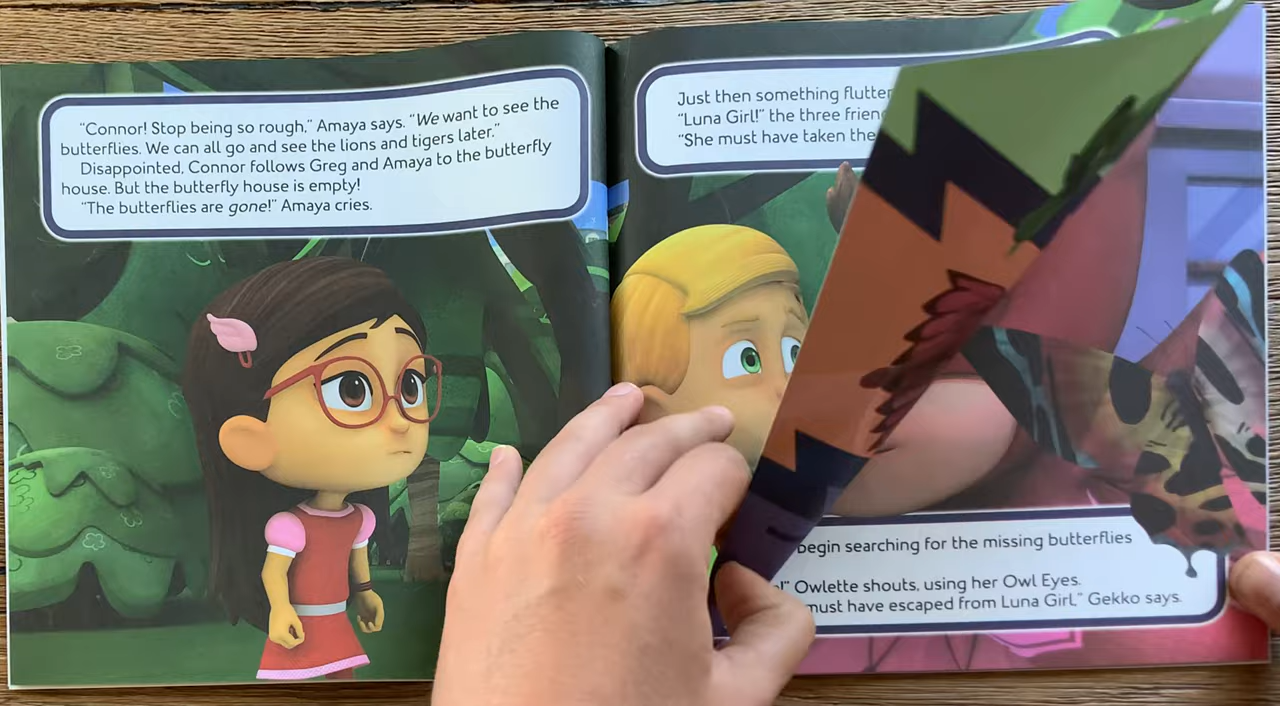 "Connor! Stop being so rough," Amaya says. "We want to see the
butterflies. We can all go and see the lions and tigers later."
Disappointed, Connor follows Greg and Amaya to the butterfly
house. But the butterfly house is empty!
"The butterflies are gone!" Amaya cries.
Just then something
"Luna Girl!" the three
"She must have taken the
begin searching for the missing butterflies
Owlette shouts, using her Owl Eyes.
must have escaped from Luna Girl," Gekko says.